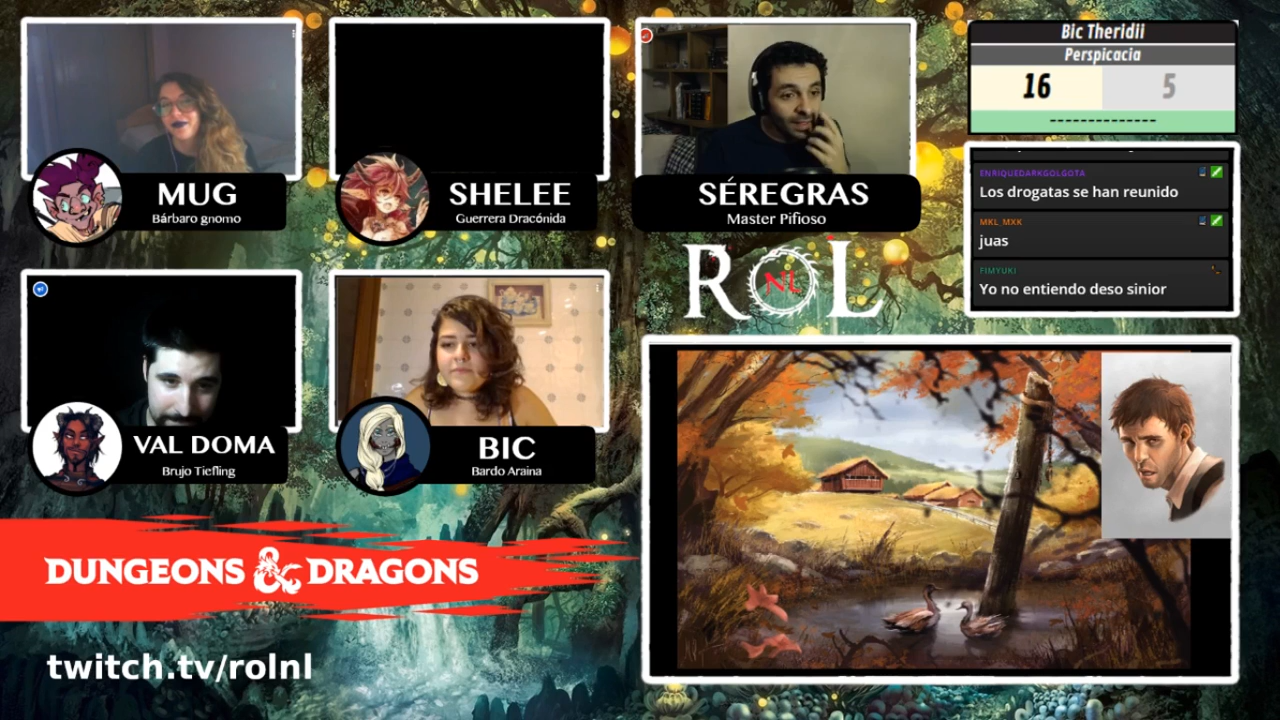 MUG
Bárbaro gnomo
SHELEE
Guerrera Dracónida
SÉREGRAS
Master Pifioso
Bic Theridii
Perspicacia
16 5
--------------
ENRIQUEDARKGOLGOTA
Los drogatas se han reunido
MKL_MXK
juas
FIMYUKI
Yo no entiendo deso sinior
ROL
NL
VAL DOMA
Brujo Tiefling
BIC
Bardo Araina
DUNGEONS & DRAGONS
twitch.tv/rolnl